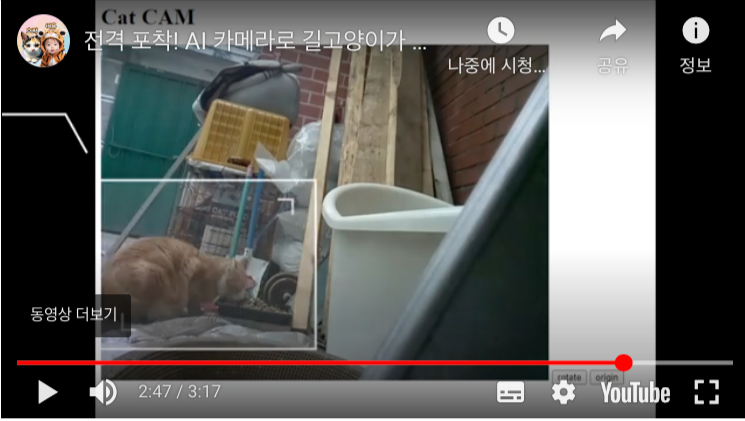 Cat CAM
전격 포착! AI 카메라로 길고양이가 ...
나중에 시청...
공유
정보
동영상 더보기
rotate origin
2:47 / 3:17
YouTube